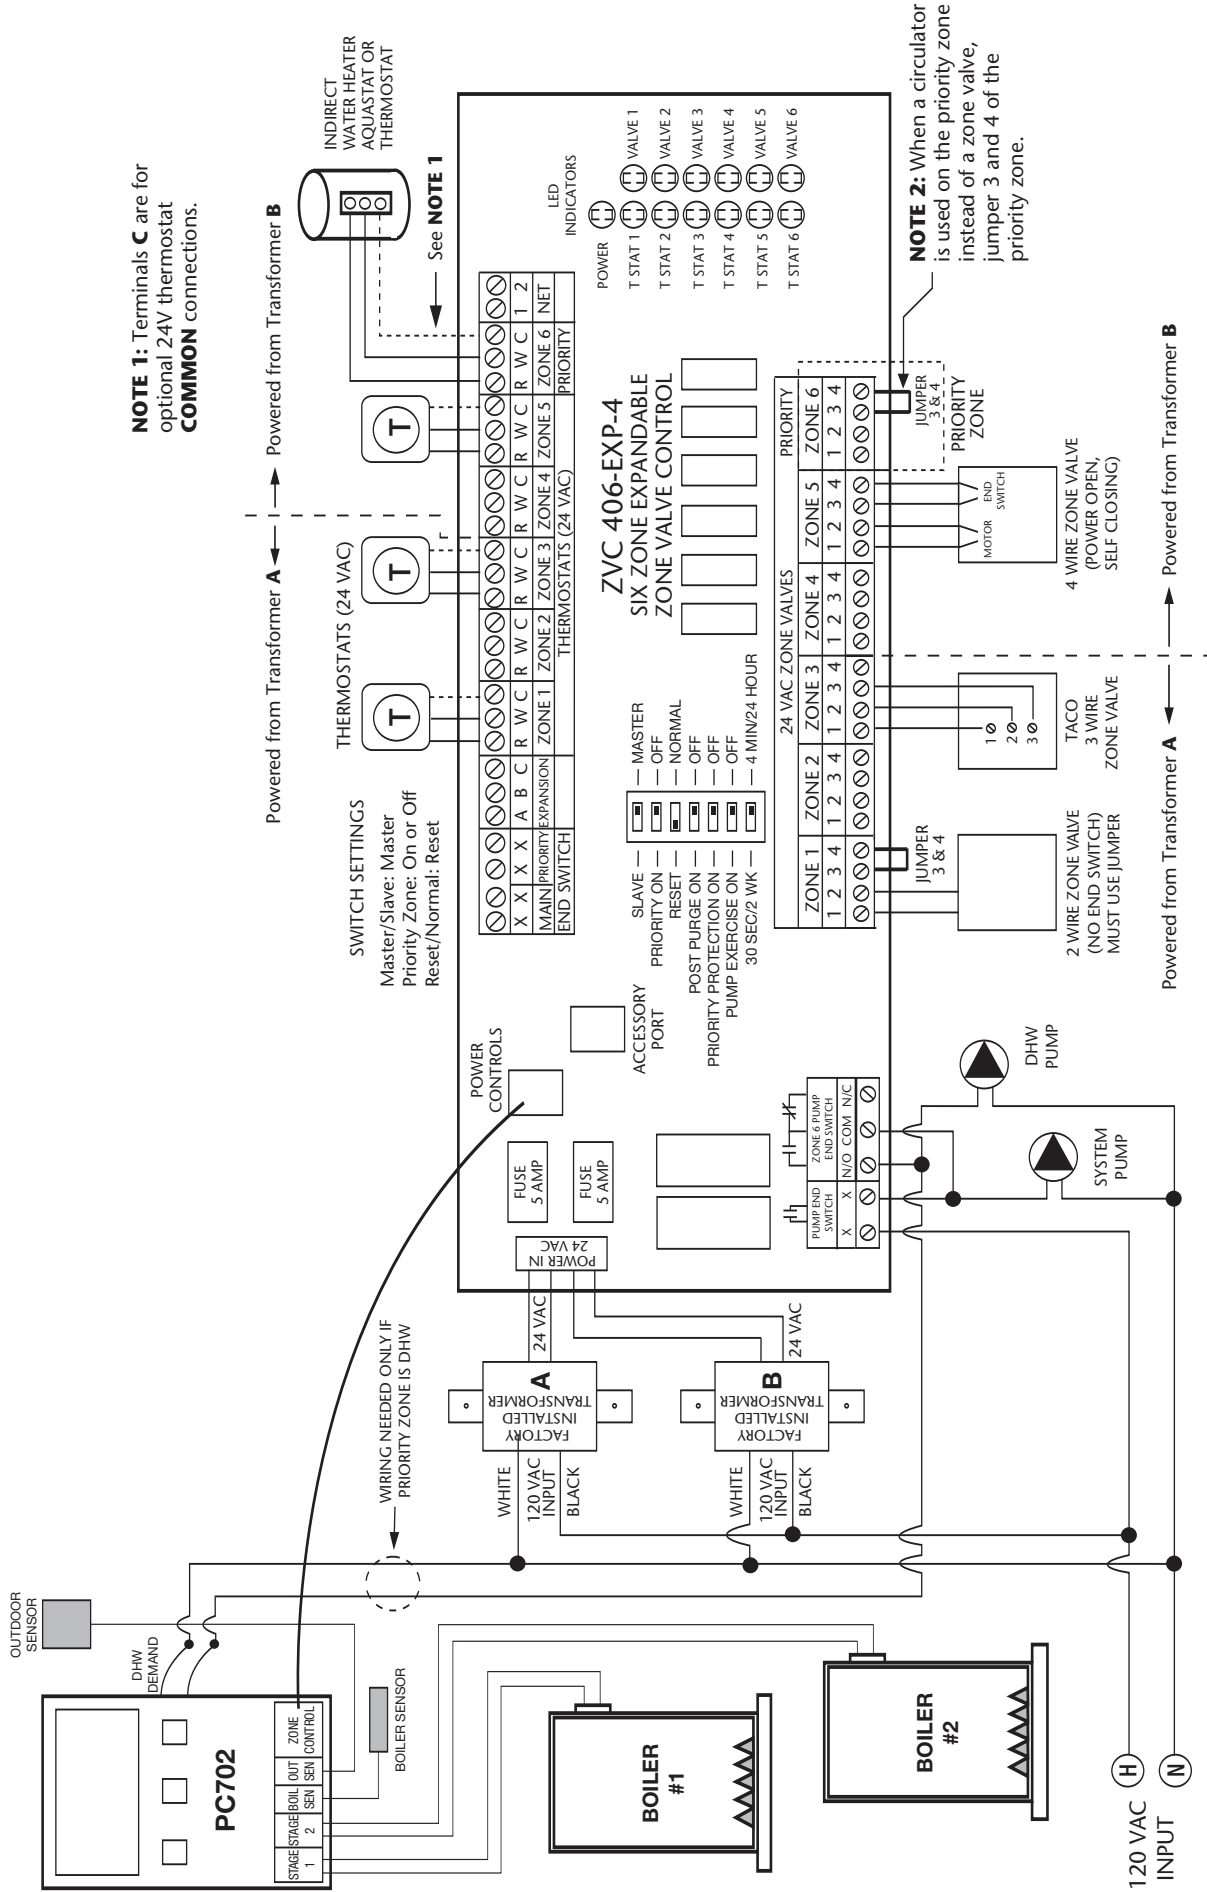 NOTE 1: Terminals C are for
optional 24V thermostat
COMMON connections.
Powered from Transformer A
Powered from Transformer B
INDIRECT
WATER HEATER
AQUASTAT OR
THERMOSTAT
See NOTE 1
THERMOSTATS (24 VAC)
T
T
T
SWITCH SETTINGS
Master/Slave: Master
Priority Zone: On or Off
Reset/Normal: Reset
X X X X A B C R W C R W C R W C R W C R W C R W C 1 2
MAIN PRIORITY EXPANSION ZONE 1 ZONE 2 ZONE 3 ZONE 4 ZONE 5 ZONE 6 NET
END SWITCH THERMOSTATS (24 VAC) PRIORITY
POWER
CONTROLS
ACCESSORY
PORT
FUSE
5 AMP
FUSE
5 AMP
POWER IN
24 VAC
ZVC 406-EXP-4
SIX ZONE EXPANDABLE
ZONE VALVE CONTROL
LED
INDICATORS
POWER
T STAT 1 VALVE 1
T STAT 2 VALVE 2
T STAT 3 VALVE 3
T STAT 4 VALVE 4
T STAT 5 VALVE 5
T STAT 6 VALVE 6
SLAVE MASTER
PRIORITY ON OFF
RESET NORMAL
POST PURGE ON OFF
PRIORITY PROTECTION ON OFF
PUMP EXERCISE ON OFF
30 SEC/2 WK 4 MIN/24 HOUR
24 VAC ZONE VALVES PRIORITY
ZONE 1 ZONE 2 ZONE 3 ZONE 4 ZONE 5 ZONE 6
1 2 3 4 1 2 3 4 1 2 3 4 1 2 3 4 1 2 3 4 1 2 3 4
JUMPER
3 & 4
JUMPER
3 & 4
PRIORITY
ZONE
NOTE 2: When a circulator
is used on the priority zone
instead of a zone valve,
jumper 3 and 4 of the
priority zone.
2 WIRE ZONE VALVE
(NO END SWITCH)
MUST USE JUMPER
1
2
3
TACO
3 WIRE
ZONE VALVE
MOTOR
END
SWITCH
4 WIRE ZONE VALVE
(POWER OPEN,
SELF CLOSING)
Powered from Transformer A
Powered from Transformer B
PUMP END
SWITCH
ZONE 6 PUMP
END SWITCH
X X N/O COM N/C
DHW
PUMP
SYSTEM
PUMP
24 VAC
A
FACTORY
INSTALLED
TRANSFORMER
WHITE
120 VAC
INPUT
BLACK
24 VAC
B
FACTORY
INSTALLED
TRANSFORMER
WHITE
120 VAC
INPUT
BLACK
WIRING NEEDED ONLY IF
PRIORITY ZONE IS DHW
OUTDOOR
SENSOR
DHW
DEMAND
PC702
STAGE
1
STAGE
2
BOIL
SEN
OUT
SEN
ZONE
CONTROL
BOILER SENSOR
BOILER
#1
BOILER
#2
120 VAC
INPUT
H
N